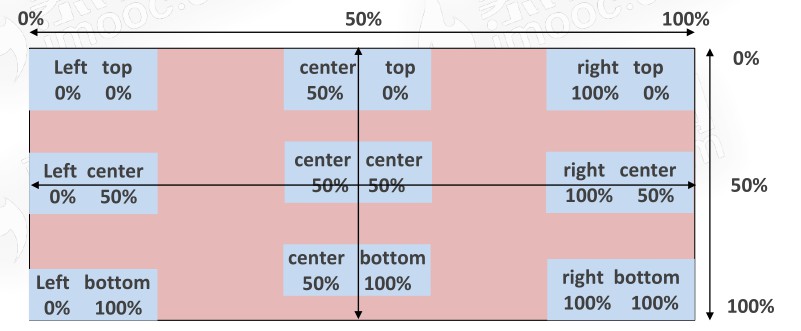 0% 50% 100%
Left top center top right top 0%
0% 0% 50% 0% 100% 0%
Left center center center right center
0% 50% 50% 50% 100% 50% 50%
Left bottom center bottom right bottom
0% 100% 50% 100% 100% 100% 100%
imooc.com